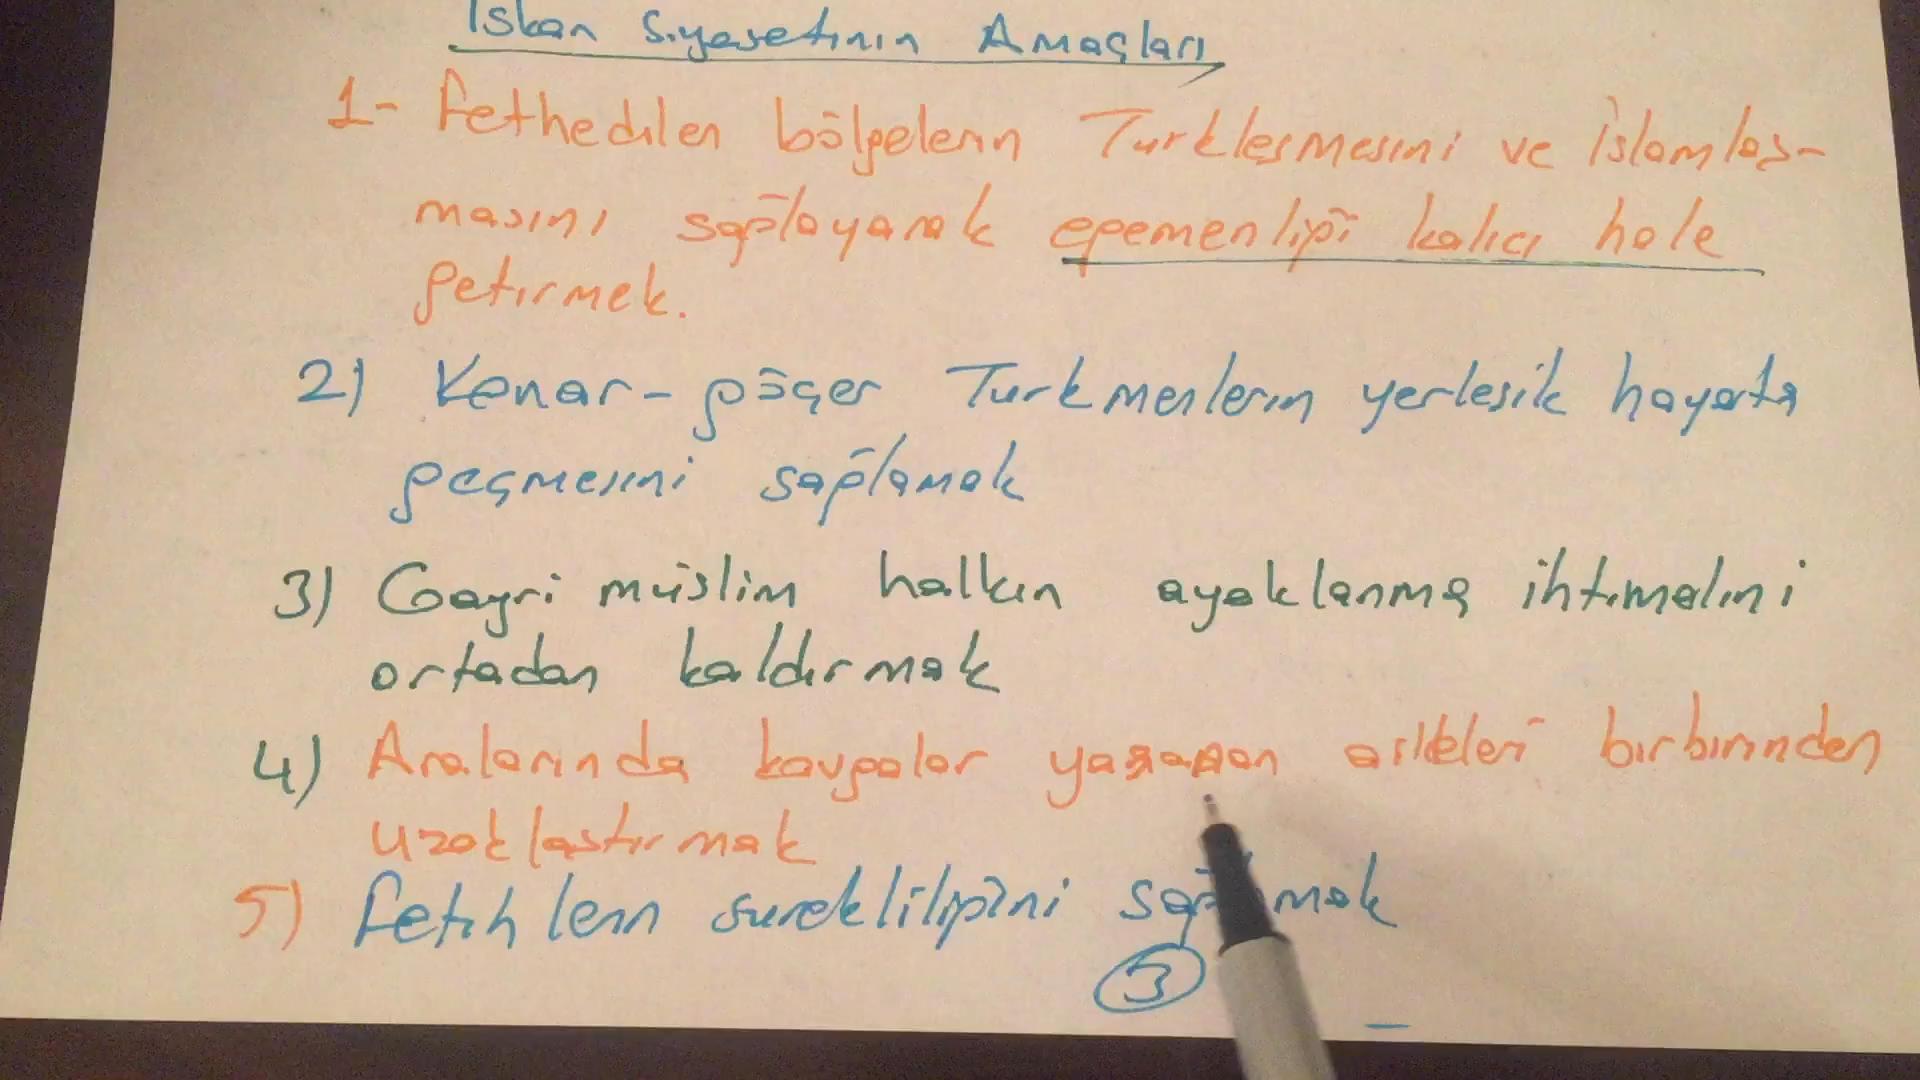 İskan Siyasetinin Amaçları
1- Fethedilen bölgelerin Türkleşmesini ve İslamlaş-
masını sağlayarak egemenliği kalıcı hale
getirmek.
2) Konar-göçer Türkmenlerin yerleşik hayata
geçmesini sağlamak
3) Gayri müslim halkın ayaklanma ihtimalini
ortadan kaldırmak
4) Aralarında kavgalar yaşanan aileleri birbirinden
uzaklaştırmak
5) Fetihlerin sürekliliğini sağlamak
3